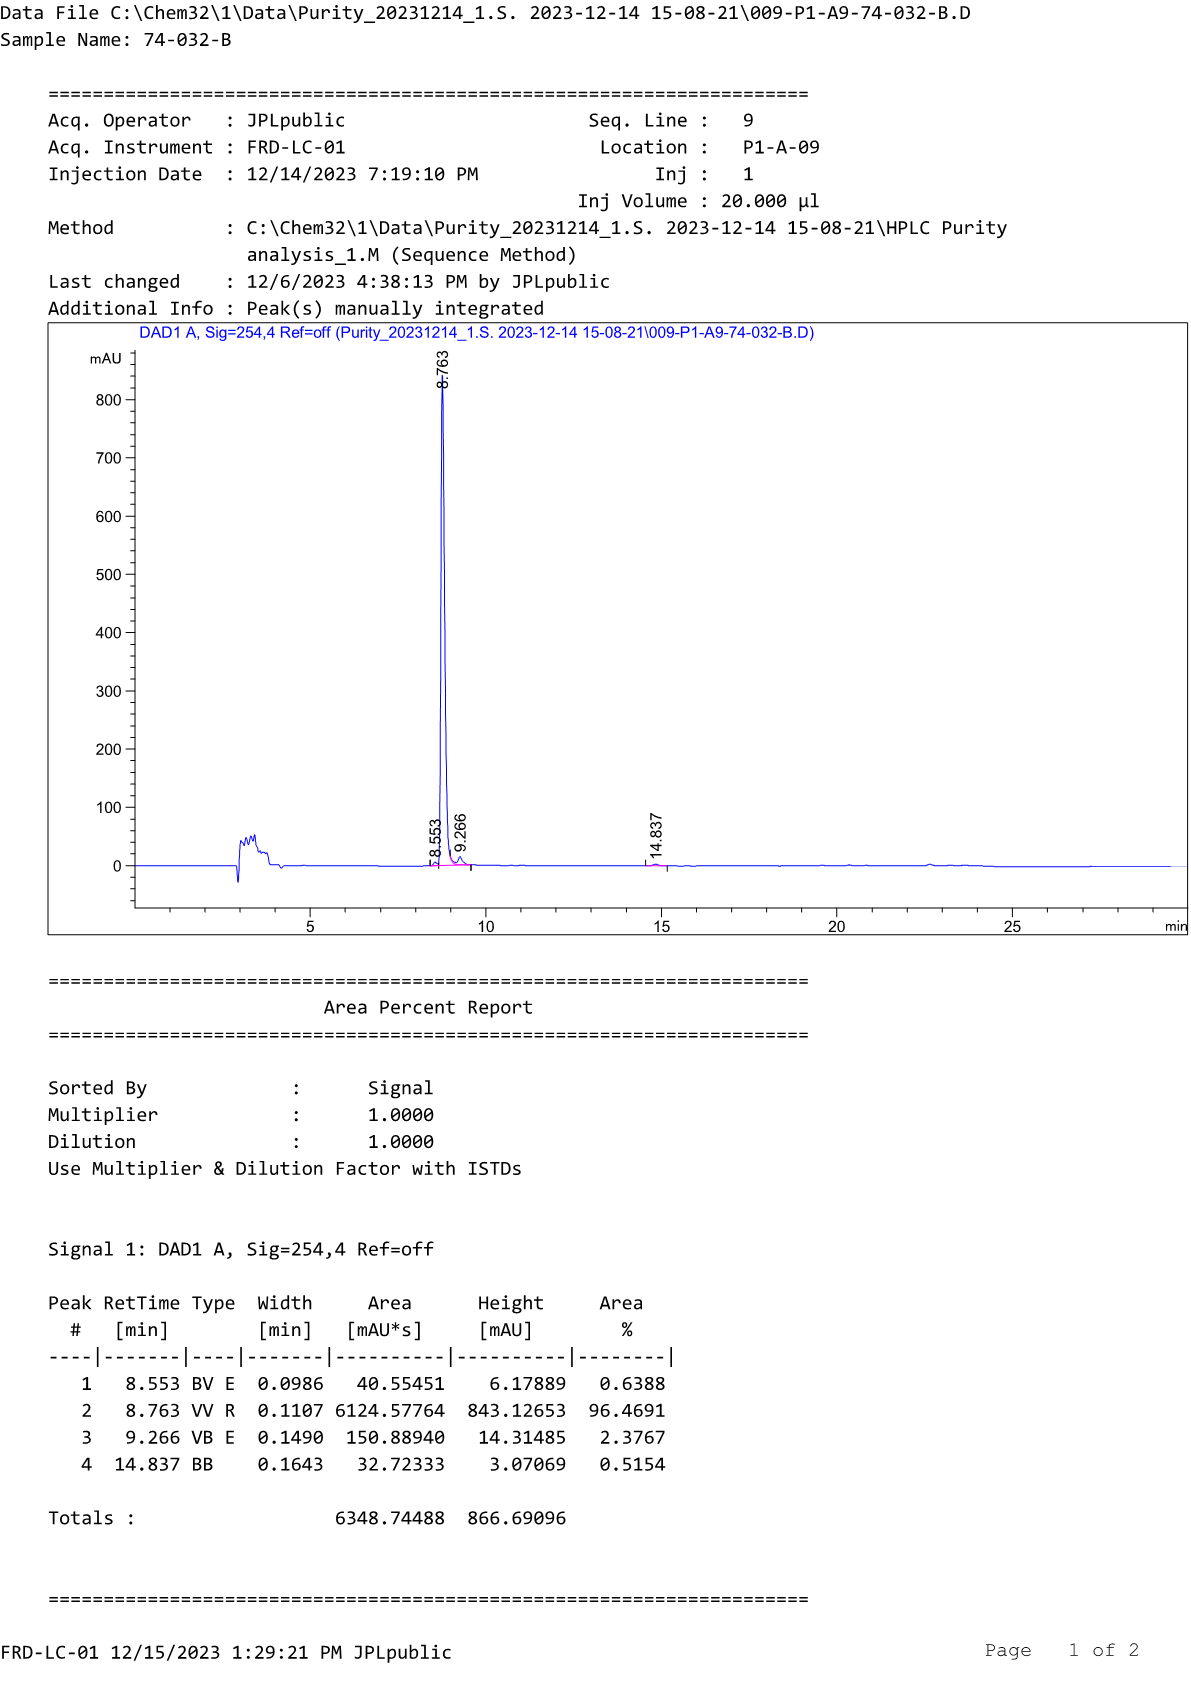 Data File C:\Chem32\1\Data\Purity_20231214_1.S. 2023-12-14 15-08-21\009-P1-A9-74-032-B.D
Sample Name: 74-032-B
=====================================================================
Acq. Operator   : JPLpublic                      Seq. Line :   9
Acq. Instrument : FRD-LC-01                       Location :   P1-A-09
Injection Date  : 12/14/2023 7:19:10 PM                Inj :   1
Inj Volume : 20.000 µl
Method          : C:\Chem32\1\Data\Purity_20231214_1.S. 2023-12-14 15-08-21\HPLC Purity
analysis_1.M (Sequence Method)
Last changed    : 12/6/2023 4:38:13 PM by JPLpublic
Additional Info : Peak(s) manually integrated
DAD1 A, Sig=254,4 Ref=off (Purity_20231214_1.S. 2023-12-14 15-08-21\009-P1-A9-74-032-B.D)
mAU
800
700
600
500
400
300
200
100
0
8.553
8.763
9.266
14.837
5 10 15 20 25 min
=====================================================================
Area Percent Report
=====================================================================
Sorted By             :      Signal
Multiplier            :      1.0000
Dilution              :      1.0000
Use Multiplier & Dilution Factor with ISTDs
Signal 1: DAD1 A, Sig=254,4 Ref=off
Peak RetTime Type  Width     Area      Height     Area
#   [min]        [min]   [mAU*s]     [mAU]        %
----|-------|----|-------|----------|----------|--------|
1   8.553 BV E  0.0986   40.55451    6.17889   0.6388
2   8.763 VV R  0.1107 6124.57764  843.12653  96.4691
3   9.266 VB E  0.1490  150.88940   14.31485   2.3767
4  14.837 BB    0.1643   32.72333    3.07069   0.5154
Totals :                  6348.74488  866.69096
=====================================================================
FRD-LC-01 12/15/2023 1:29:21 PM JPLpublic
Page   1 of 2